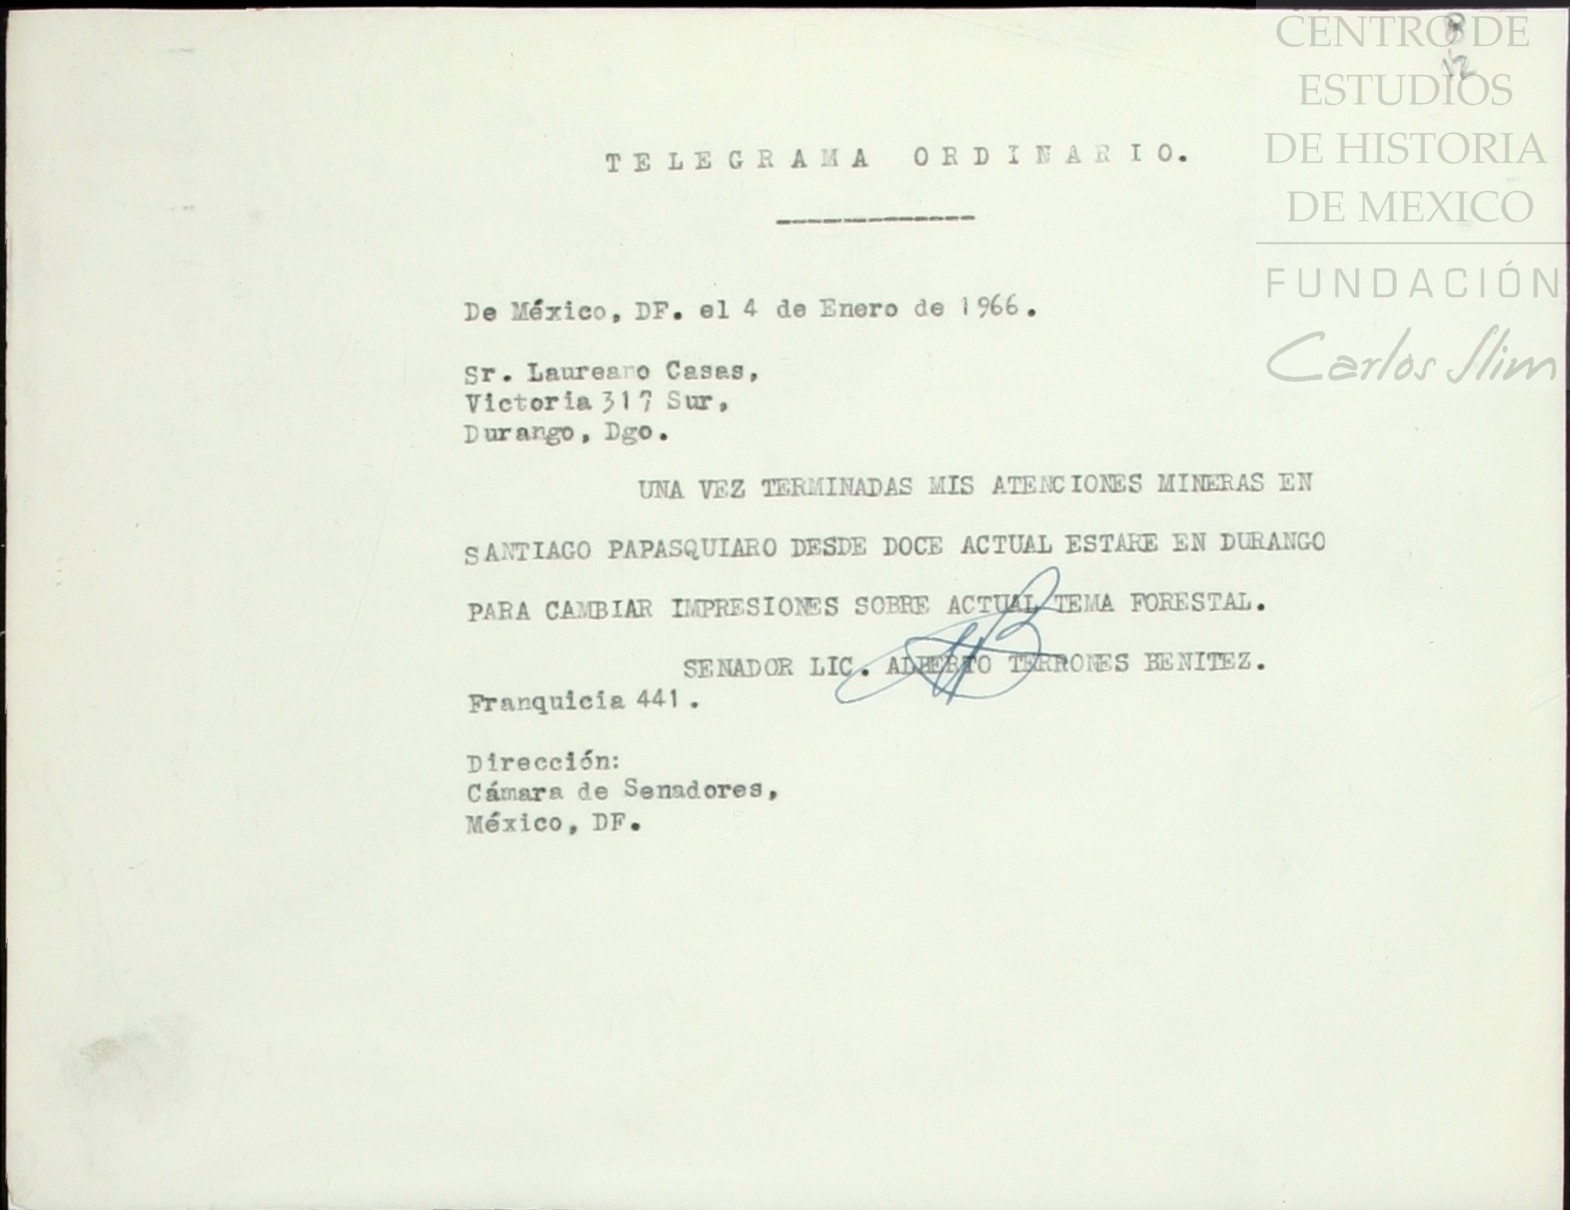 8
12
CENTRO DE
ESTUDIOS
DE HISTORIA
DE MEXICO
FUNDACIÓN
Carlos Slim
TELEGRAMA ORDINARIO.
De México, DF. el 4 de Enero de 1966.
Sr. Laureano Casas,
Victoria 317 Sur,
Durango, Dgo.
UNA VEZ TERMINADAS MIS ATENCIONES MINERAS EN
SANTIAGO PAPASQUIARO DESDE DOCE ACTUAL ESTARE EN DURANGO
PARA CAMBIAR IMPRESIONES SOBRE ACTUAL TEMA FORESTAL.
SENADOR LIC. ALBERTO TERRONES BENITEZ.
Franquicia 441.
Dirección:
Cámara de Senadores,
México, DF.